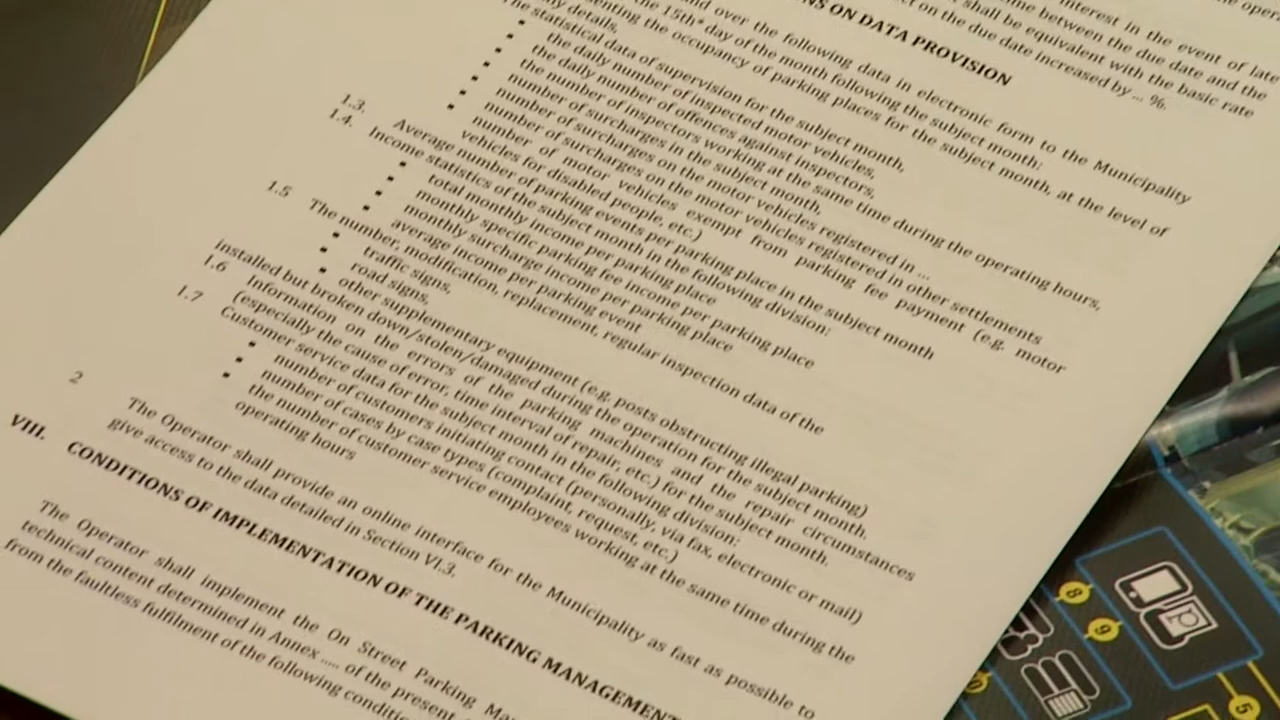 interest in the event of late
me between the due date and the
shall be equivalent with the basic rate
on the due date increased by ... %.
NS ON DATA PROVISION
and over the following data in electronic form to the Municipality
the 15th day of the month following the subject month:
senting the occupancy of parking places for the subject month, at the level of
details,
The statistical data of supervision for the subject month,
the daily number of inspected motor vehicles,
the daily number of offences against inspectors,
the number of inspectors working at the same time during the operating hours,
number of surcharges in the subject month,
number of surcharges on the motor vehicles registered in ...
number of surcharges on the motor vehicles registered in other settlements
number of motor vehicles exempt from parking fee payment (e.g. motor
vehicles for disabled people, etc.)
1.3. Average number of parking events per parking place in the subject month
1.4. Income statistics of the subject month in the following division:
total monthly income per parking place
monthly specific parking fee income per parking place
monthly surcharge income per parking place
average income per parking event
1.5 The number, modification, replacement, regular inspection data of the
traffic signs,
road signs,
other supplementary equipment (e.g. posts obstructing illegal parking)
installed but broken down/stolen/damaged during the operation for the subject month.
1.6 Information on the errors of the parking machines and the repair circumstances
(especially the cause of error, time interval of repair, etc.) for the subject month.
1.7 Customer service data for the subject month in the following division:
number of customers initiating contact (personally, via fax, electronic or mail)
number of cases by case types (complaint, request, etc.)
the number of customer service employees working at the same time during the
operating hours
2 The Operator shall provide an online interface for the Municipality as fast as possible to
give access to the data detailed in Section VI.3.
VIII. CONDITIONS OF IMPLEMENTATION OF THE PARKING MANAGEMENT
The Operator shall implement the On Street Parking Ma
technical content determined in Annex ..... of the present
from the faultless fulfilment of the following conditi
8
9
10
5